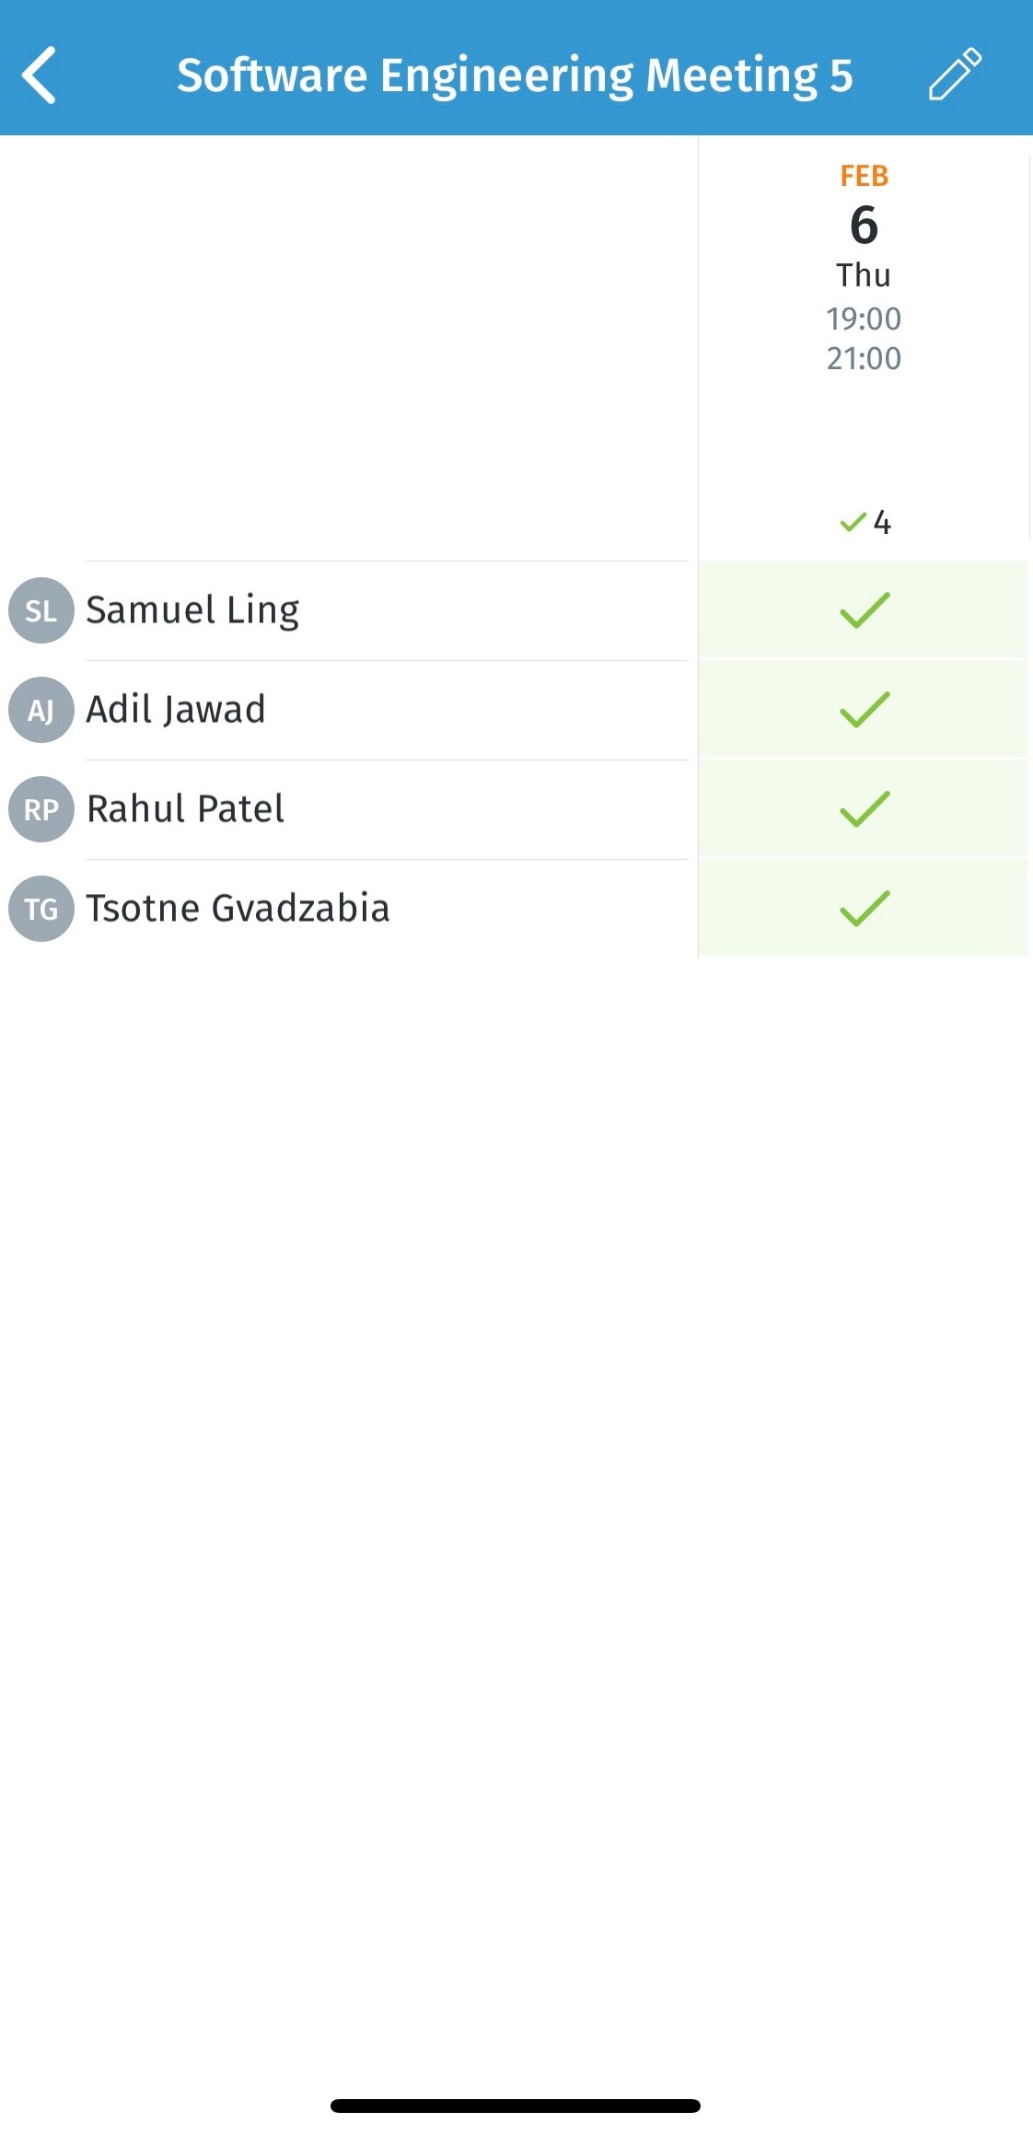 Software Engineering Meeting 5
FEB
6
Thu
19:00
21:00
4
SL Samuel Ling
AJ Adil Jawad
RP Rahul Patel
TG Tsotne Gvadzabia